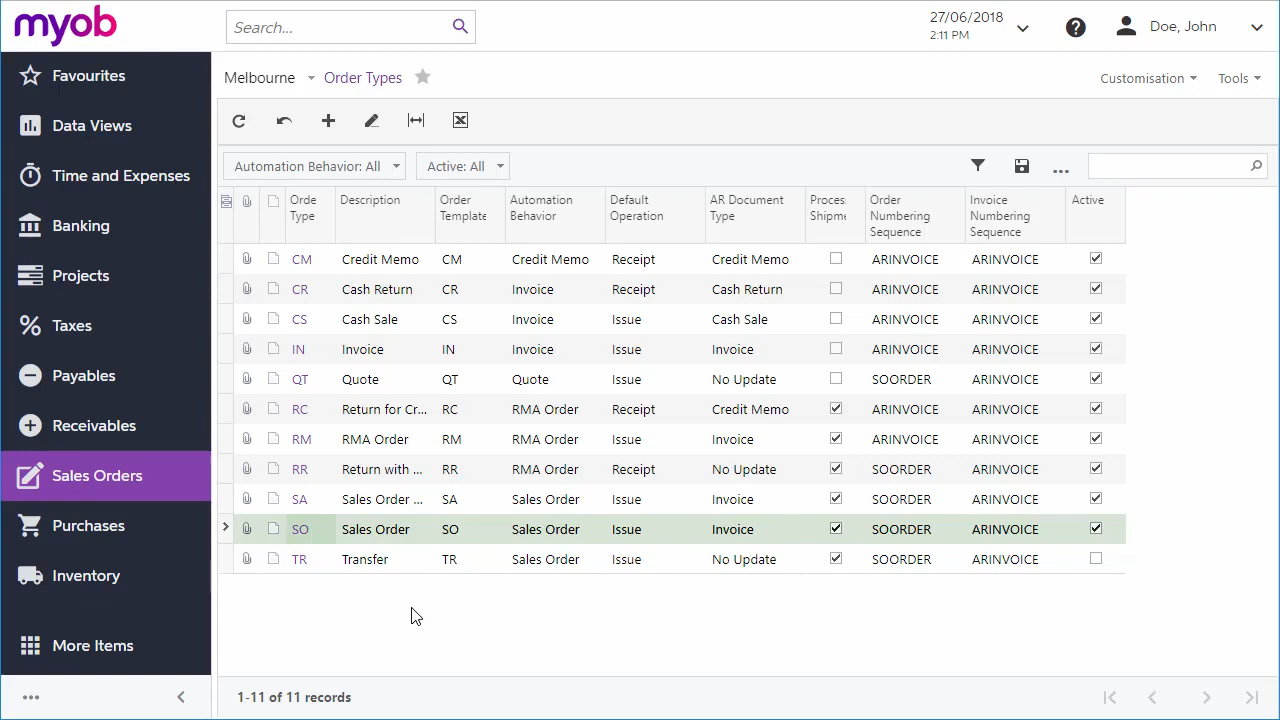 myob
Search...
27/06/2018
2:11 PM
Doe, John
Favourites
Data Views
Time and Expenses
Banking
Projects
Taxes
Payables
Receivables
Sales Orders
Purchases
Inventory
More Items
Melbourne Order Types
Customisation Tools
Automation Behavior: All Active: All
Orde Type Description Order Template Automation Behavior Default Operation AR Document Type Proces Shipme Order Numbering Sequence Invoice Numbering Sequence Active
CM Credit Memo CM Credit Memo Receipt Credit Memo ARINVOICE ARINVOICE
CR Cash Return CR Invoice Receipt Cash Return ARINVOICE ARINVOICE
CS Cash Sale CS Invoice Issue Cash Sale ARINVOICE ARINVOICE
IN Invoice IN Invoice Issue Invoice ARINVOICE ARINVOICE
QT Quote QT Quote Issue No Update SOORDER ARINVOICE
RC Return for Cr... RC RMA Order Receipt Credit Memo ARINVOICE ARINVOICE
RM RMA Order RM RMA Order Issue Invoice ARINVOICE ARINVOICE
RR Return with ... RR RMA Order Receipt No Update SOORDER ARINVOICE
SA Sales Order ... SA Sales Order Issue Invoice SOORDER ARINVOICE
SO Sales Order SO Sales Order Issue Invoice SOORDER ARINVOICE
TR Transfer TR Sales Order Issue No Update SOORDER ARINVOICE
1-11 of 11 records